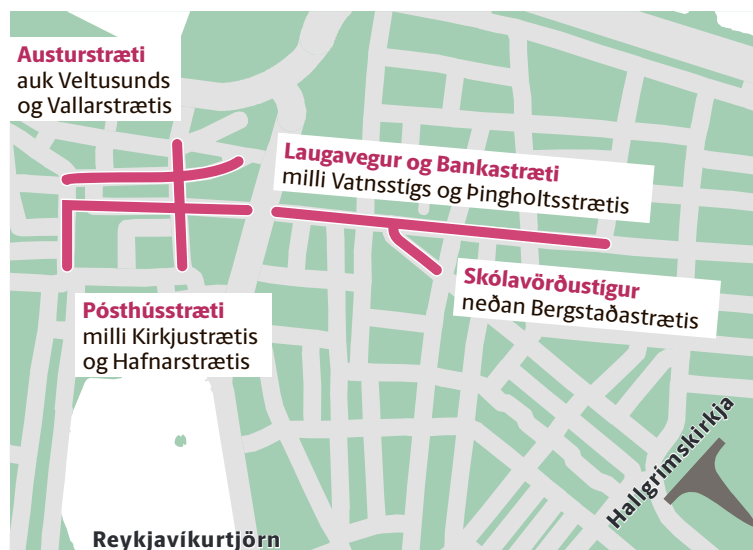 Austurstræti
auk Veltusunds
og Vallarstrætis
Laugavegur og Bankastræti
milli Vatnsstígs og Þingholtsstrætis
Skólavörðustígur
neðan Bergstaðastrætis
Pósthússtræti
milli Kirkjustrætis
og Hafnarstrætis
Hallgrímskirkja
Reykjavíkurtjörn